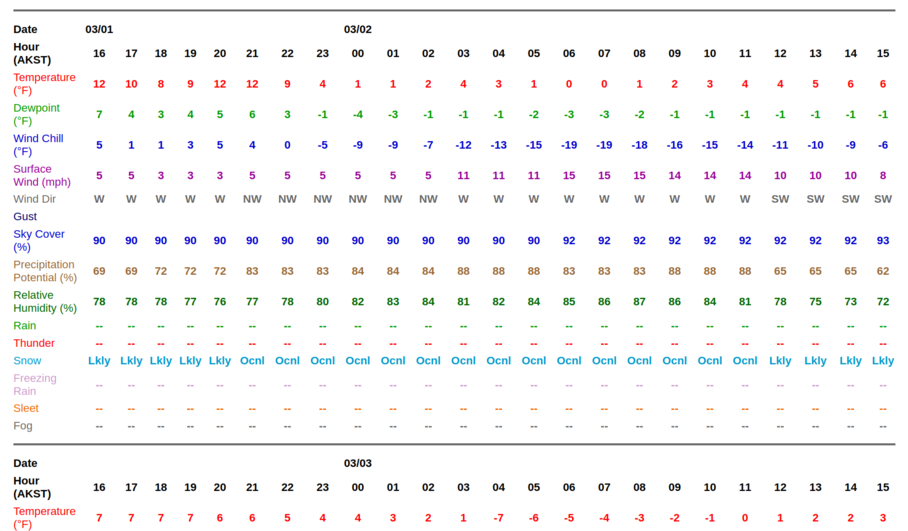 Date 03/01 03/02
Hour (AKST) 16 17 18 19 20 21 22 23 00 01 02 03 04 05 06 07 08 09 10 11 12 13 14 15
Temperature (°F) 12 10 8 9 12 12 9 4 1 1 2 4 3 1 0 0 1 2 3 4 4 5 6 6
Dewpoint (°F) 7 4 3 4 5 6 3 -1 -4 -3 -1 -1 -1 -2 -3 -3 -2 -1 -1 -1 -1 -1 -1 -1
Wind Chill (°F) 5 1 1 3 5 4 0 -5 -9 -9 -7 -12 -13 -15 -19 -19 -18 -16 -15 -14 -11 -10 -9 -6
Surface Wind (mph) 5 5 3 3 3 5 5 5 5 5 5 11 11 11 15 15 15 14 14 14 10 10 10 8
Wind Dir W W W W W NW NW NW NW NW NW W W W W W W W W W SW SW SW SW
Gust
Sky Cover (%) 90 90 90 90 90 90 90 90 90 90 90 90 90 90 92 92 92 92 92 92 92 92 92 93
Precipitation Potential (%) 69 69 72 72 72 83 83 83 84 84 84 88 88 88 83 83 83 88 88 88 65 65 65 62
Relative Humidity (%) 78 78 78 77 76 77 78 80 82 83 84 81 82 84 85 86 87 86 84 81 78 75 73 72
Rain -- -- -- -- -- -- -- -- -- -- -- -- -- -- -- -- -- -- -- -- -- -- -- --
Thunder -- -- -- -- -- -- -- -- -- -- -- -- -- -- -- -- -- -- -- -- -- -- -- --
Snow Lkly Lkly Lkly Lkly Lkly Ocnl Ocnl Ocnl Ocnl Ocnl Ocnl Ocnl Ocnl Ocnl Ocnl Ocnl Ocnl Ocnl Ocnl Ocnl Lkly Lkly Lkly Lkly
Freezing Rain -- -- -- -- -- -- -- -- -- -- -- -- -- -- -- -- -- -- -- -- -- -- -- --
Sleet -- -- -- -- -- -- -- -- -- -- -- -- -- -- -- -- -- -- -- -- -- -- -- --
Fog -- -- -- -- -- -- -- -- -- -- -- -- -- -- -- -- -- -- -- -- -- -- -- --
Date 03/03
Hour (AKST) 16 17 18 19 20 21 22 23 00 01 02 03 04 05 06 07 08 09 10 11 12 13 14 15
Temperature (°F) 7 7 7 7 6 6 5 4 4 3 2 1 -7 -6 -5 -4 -3 -2 -1 0 1 2 2 3